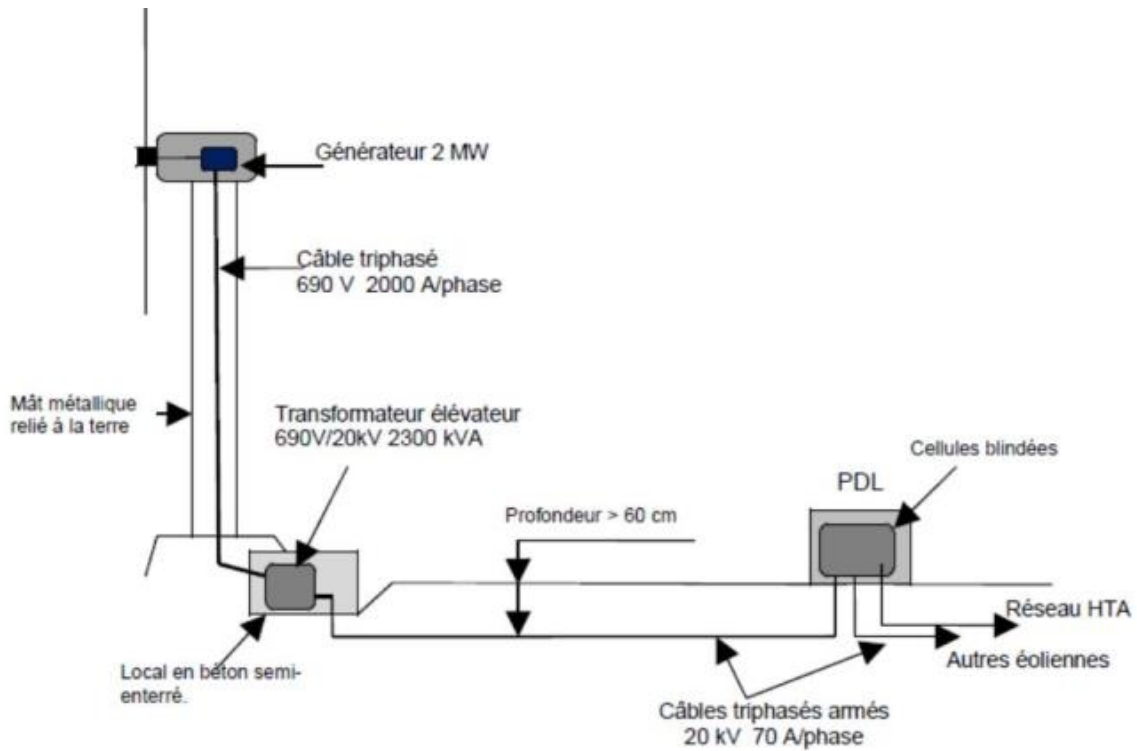 Générateur 2 MW
Câble triphasé
690 V 2000 A/phase
Mât métallique
relié à la terre
Transformateur élévateur
690V/20kV 2300 kVA
Cellules blindées
PDL
Profondeur > 60 cm
Réseau HTA
Autres éoliennes
Local en béton semi-
enterré.
Câbles triphasés armés
20 kV 70 A/phase